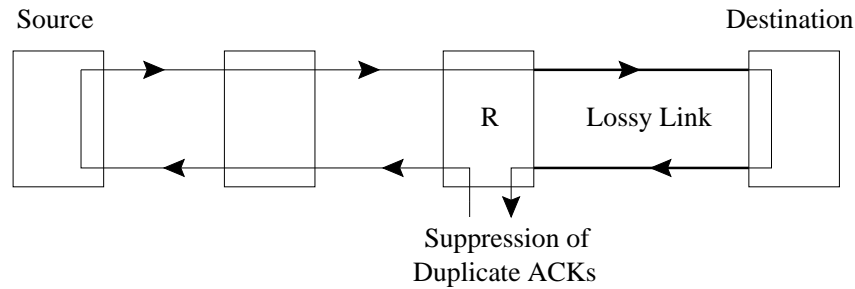 Source
Destination
R
Lossy Link
Suppression of
Duplicate ACKs